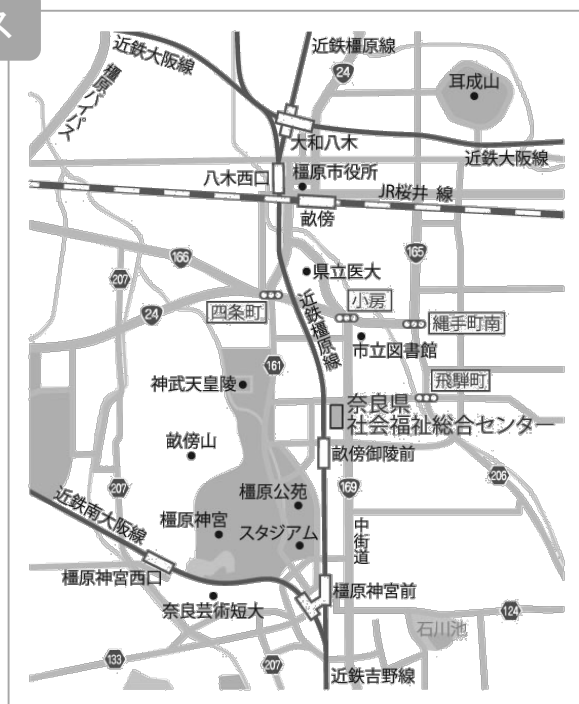 ス
近鉄大阪線
近鉄橿原線
24
耳成山
橿原バイパス
大和八木
近鉄大阪線
八木西口
橿原市役所
JR桜井 線
畝傍
166
165
207
県立医大
24
四条町
小房
縄手町南
近鉄橿原線
市立図書館
161
飛騨町
神武天皇陵
奈良県
社会福祉総合センター
畝傍山
畝傍御陵前
206
207
橿原公苑
169
近鉄南大阪線
橿原神宮
スタジアム
中街道
橿原神宮西口
橿原神宮前
奈良芸術短大
124
石川池
133
207
近鉄吉野線